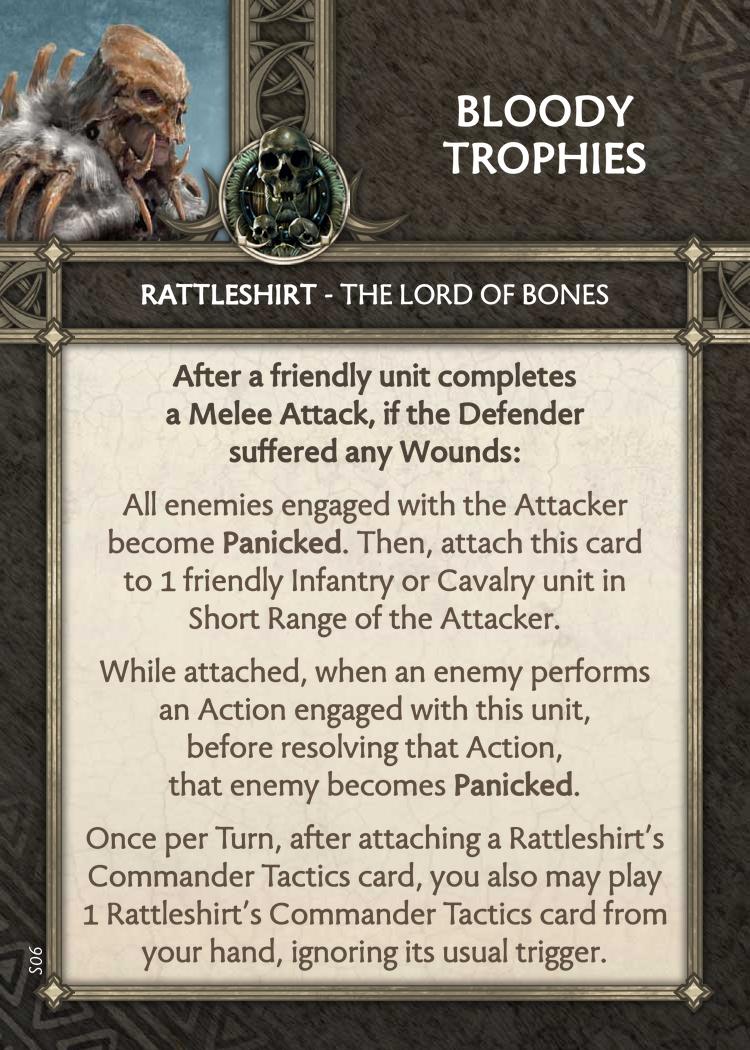 BLOODY
TROPHIES
RATTLESHIRT - THE LORD OF BONES
After a friendly unit completes
a Melee Attack, if the Defender
suffered any Wounds:
All enemies engaged with the Attacker
become Panicked. Then, attach this card
to 1 friendly Infantry or Cavalry unit in
Short Range of the Attacker.
While attached, when an enemy performs
an Action engaged with this unit,
before resolving that Action,
that enemy becomes Panicked.
Once per Turn, after attaching a Rattleshirt's
Commander Tactics card, you also may play
1 Rattleshirt's Commander Tactics card from
your hand, ignoring its usual trigger.
S06